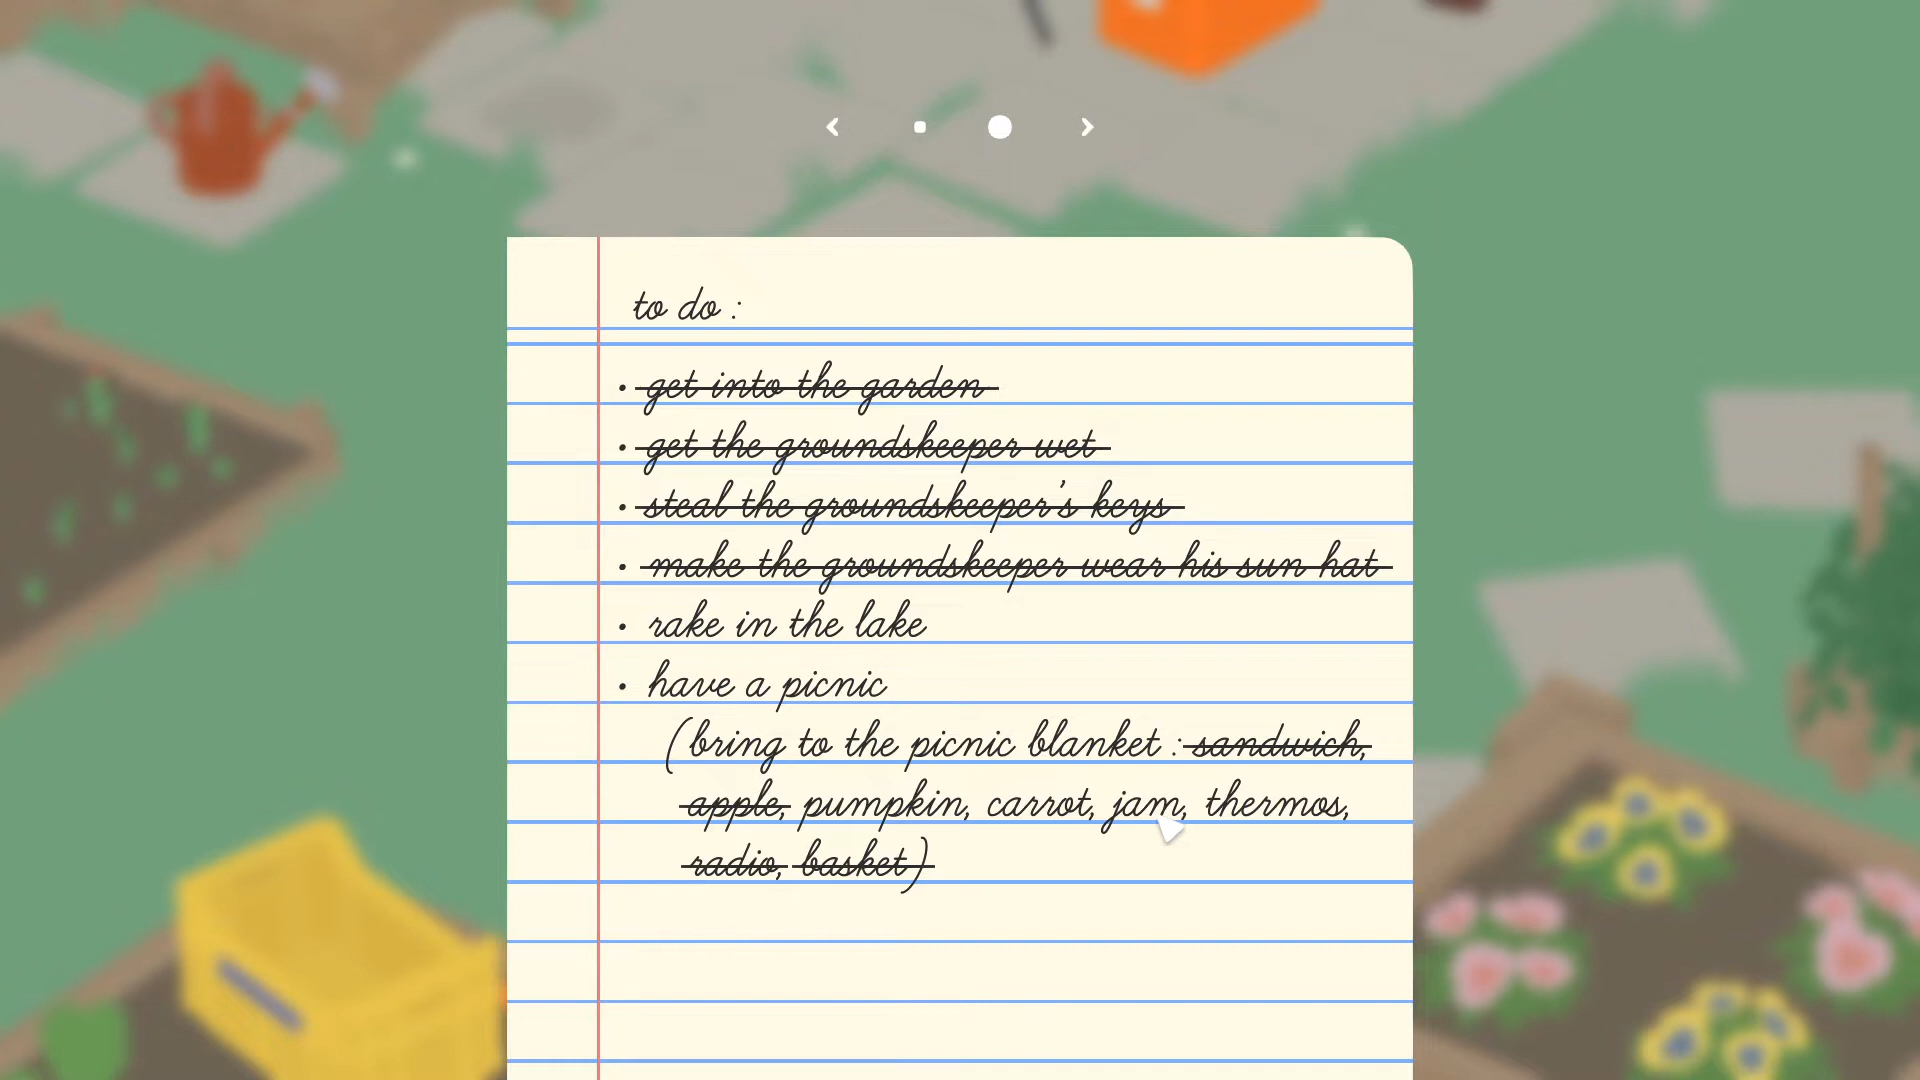 to do :
• get into the garden
• get the groundskeeper wet
• steal the groundskeeper's keys
• make the groundskeeper wear his sun hat
• rake in the lake
• have a picnic
(bring to the picnic blanket : sandwich,
apple, pumpkin, carrot, jam, thermos,
radio, basket)